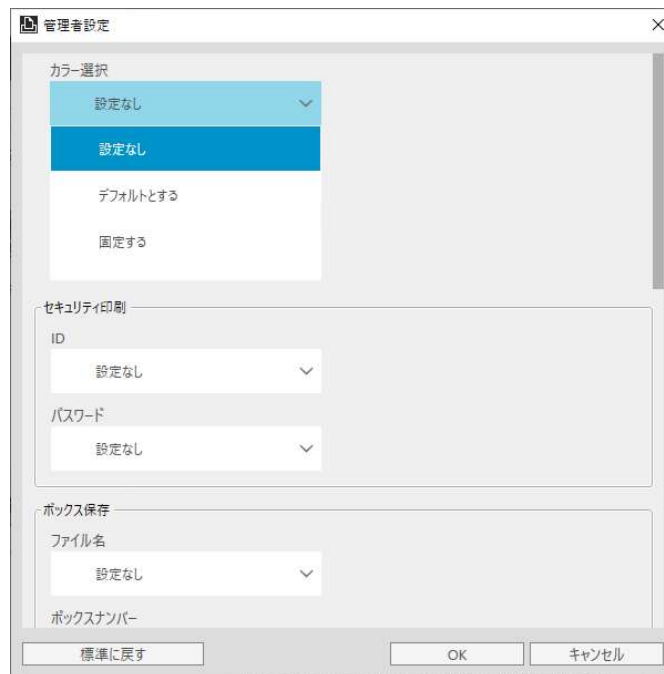 管理者設定
カラー選択
設定なし
設定なし
デフォルトとする
固定する
セキュリティ印刷
ID
設定なし
パスワード
設定なし
ボックス保存
ファイル名
設定なし
ボックスナンバー
標準に戻す OK キャンセル